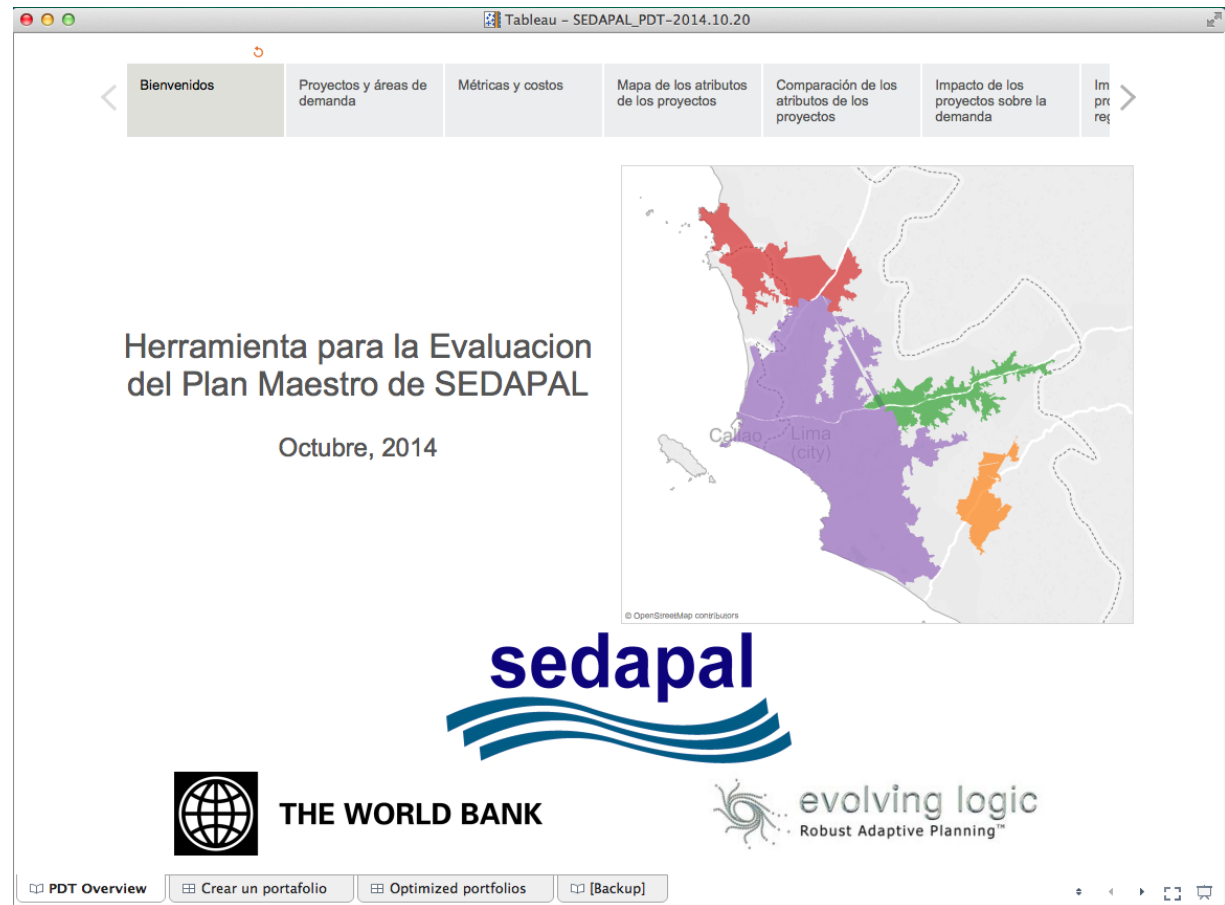 Tableau - SEDAPAL_PDT-2014.10.20
Bienvenidos
Proyectos y áreas de
demanda
Métricas y costos
Mapa de los atributos
de los proyectos
Comparación de los
atributos de los
proyectos
Impacto de los
proyectos sobre la
demanda
Im
pro
reg
Herramienta para la Evaluacion
del Plan Maestro de SEDAPAL
Octubre, 2014
Callao
Lima
(city)
© OpenStreetMap contributors
sedapal
THE WORLD BANK
evolving logic
Robust Adaptive Planning™
PDT Overview
Crear un portafolio
Optimized portfolios
[Backup]